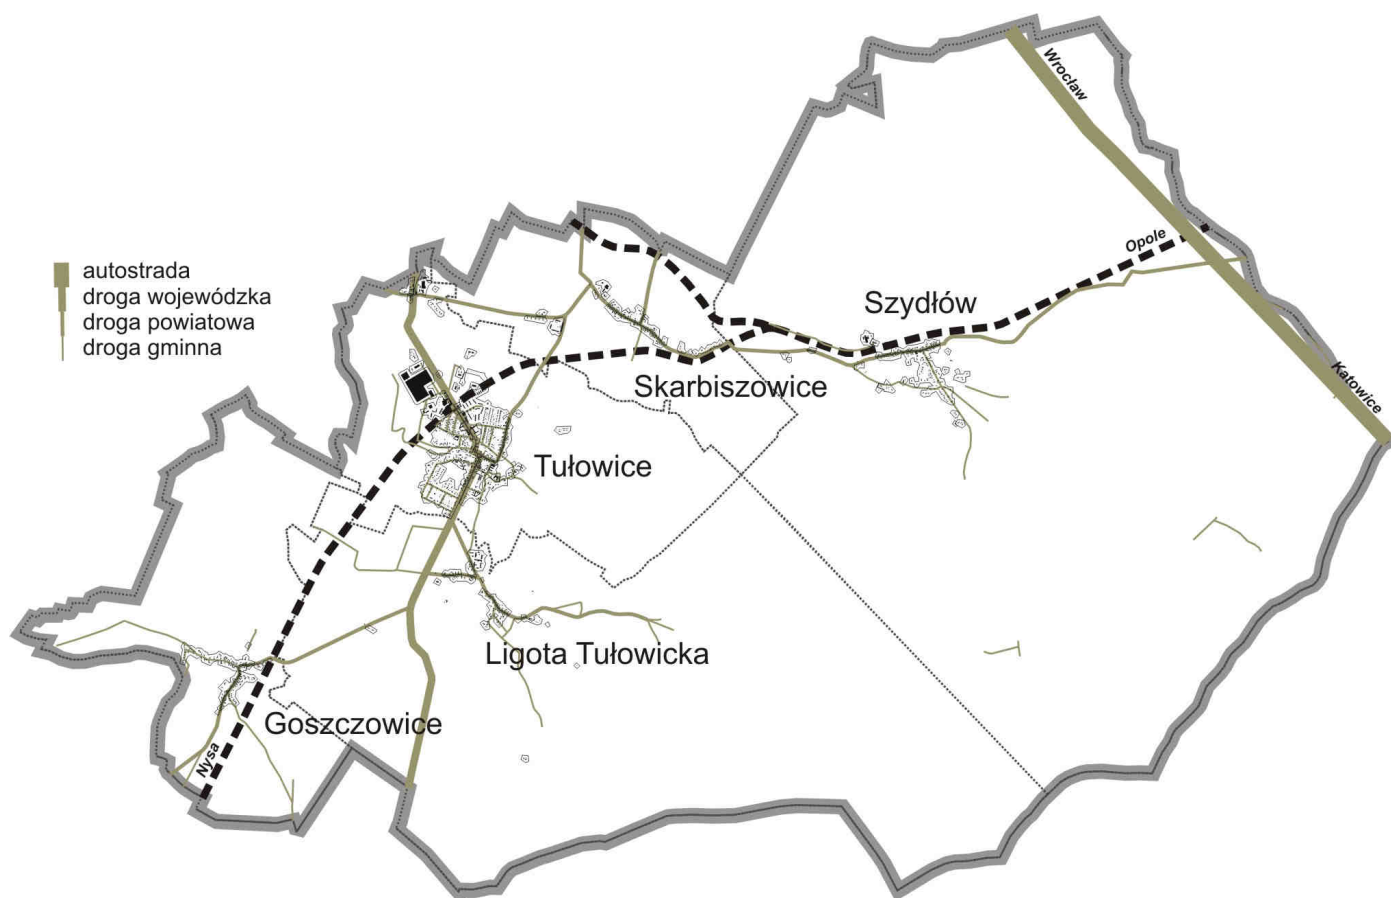 Wrocław
Opole
autostrada
droga wojewódzka
droga powiatowa
droga gminna
Szydłów
Skarbiszowice
Katowice
Tułowice
Ligota Tułowicka
Goszczowice
Nysa